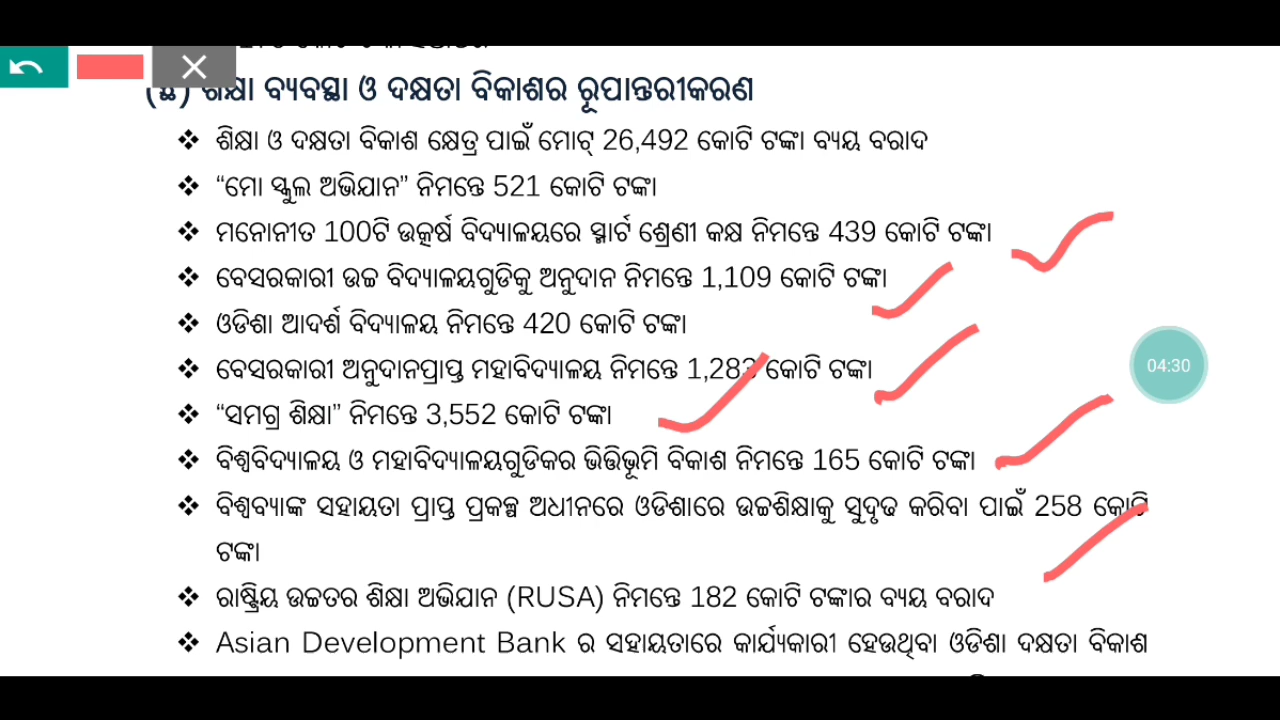 (ଛ) ଶିକ୍ଷା ବ୍ୟବସ୍ଥା ଓ ଦକ୍ଷତା ବିକାଶର ରୂପାନ୍ତରୀକରଣ
❖ ଶିକ୍ଷା ଓ ଦକ୍ଷତା ବିକାଶ କ୍ଷେତ୍ର ପାଇଁ ମୋଟ୍ 26,492 କୋଟି ଟଙ୍କା ବ୍ୟୟ ବରାଦ
❖ “ମୋ ସ୍କୁଲ ଅଭିଯାନ” ନିମନ୍ତେ 521 କୋଟି ଟଙ୍କା
❖ ମନୋନୀତ 100ଟି ଉତ୍କର୍ଷ ବିଦ୍ୟାଳୟରେ ସ୍ମାର୍ଟ ଶ୍ରେଣୀ କକ୍ଷ ନିମନ୍ତେ 439 କୋଟି ଟଙ୍କା
❖ ବେସରକାରୀ ଉଚ୍ଚ ବିଦ୍ୟାଳୟଗୁଡିକୁ ଅନୁଦାନ ନିମନ୍ତେ 1,109 କୋଟି ଟଙ୍କା
❖ ଓଡିଶା ଆଦର୍ଶ ବିଦ୍ୟାଳୟ ନିମନ୍ତେ 420 କୋଟି ଟଙ୍କା
❖ ବେସରକାରୀ ଅନୁଦାନପ୍ରାପ୍ତ ମହାବିଦ୍ୟାଳୟ ନିମନ୍ତେ 1,283 କୋଟି ଟଙ୍କା
❖ “ସମଗ୍ର ଶିକ୍ଷା” ନିମନ୍ତେ 3,552 କୋଟି ଟଙ୍କା
❖ ବିଶ୍ୱବିଦ୍ୟାଳୟ ଓ ମହାବିଦ୍ୟାଳୟଗୁଡିକର ଭିତ୍ତିଭୂମି ବିକାଶ ନିମନ୍ତେ 165 କୋଟି ଟଙ୍କା
❖ ବିଶ୍ୱବ୍ୟାଙ୍କ ସହାୟତା ପ୍ରାପ୍ତ ପ୍ରକଳ୍ପ ଅଧୀନରେ ଓଡିଶାରେ ଉଚ୍ଚଶିକ୍ଷାକୁ ସୁଦୃଢ କରିବା ପାଇଁ 258 କୋଟି
ଟଙ୍କା
❖ ରାଷ୍ଟ୍ରିୟ ଉଚ୍ଚତର ଶିକ୍ଷା ଅଭିଯାନ (RUSA) ନିମନ୍ତେ 182 କୋଟି ଟଙ୍କାର ବ୍ୟୟ ବରାଦ
❖ Asian Development Bank ର ସହାୟତାରେ କାର୍ଯ୍ୟକାରୀ ହେଉଥିବା ଓଡିଶା ଦକ୍ଷତା ବିକାଶ
04:30